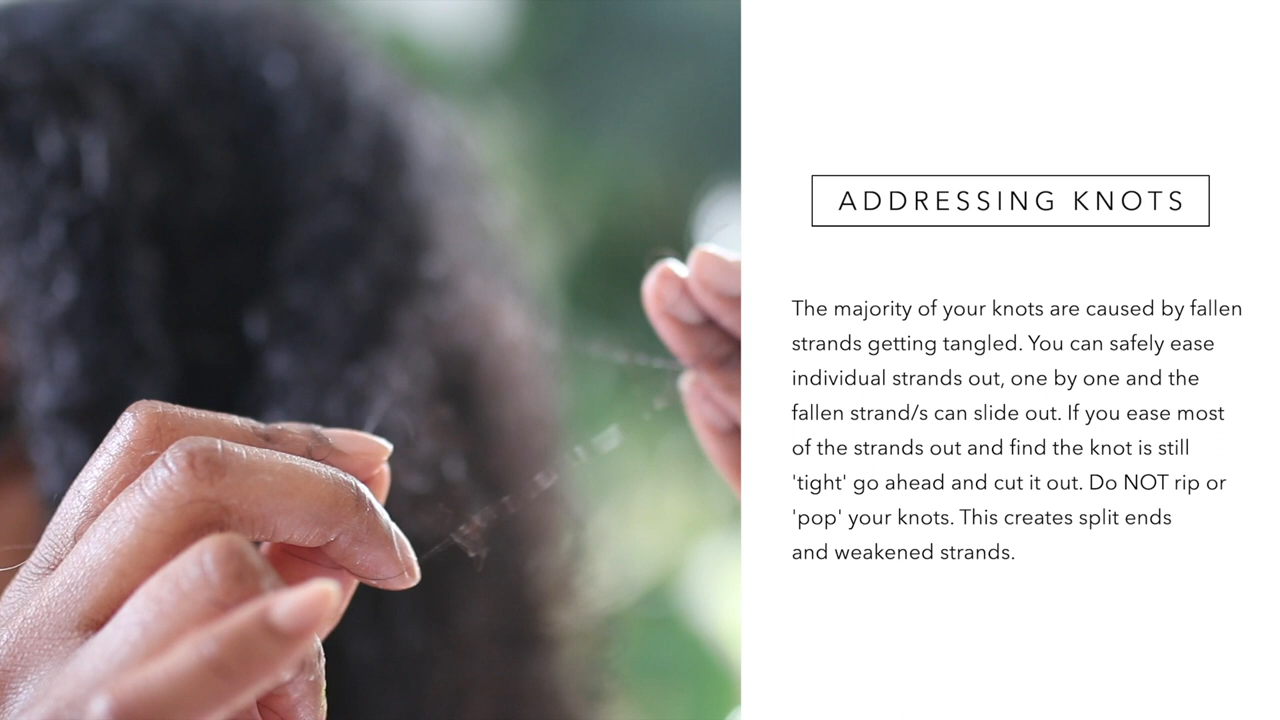 ADDRESSING KNOTS
The majority of your knots are caused by fallen
strands getting tangled. You can safely ease
individual strands out, one by one and the
fallen strand/s can slide out. If you ease most
of the strands out and find the knot is still
'tight' go ahead and cut it out. Do NOT rip or
'pop' your knots. This creates split ends
and weakened strands.